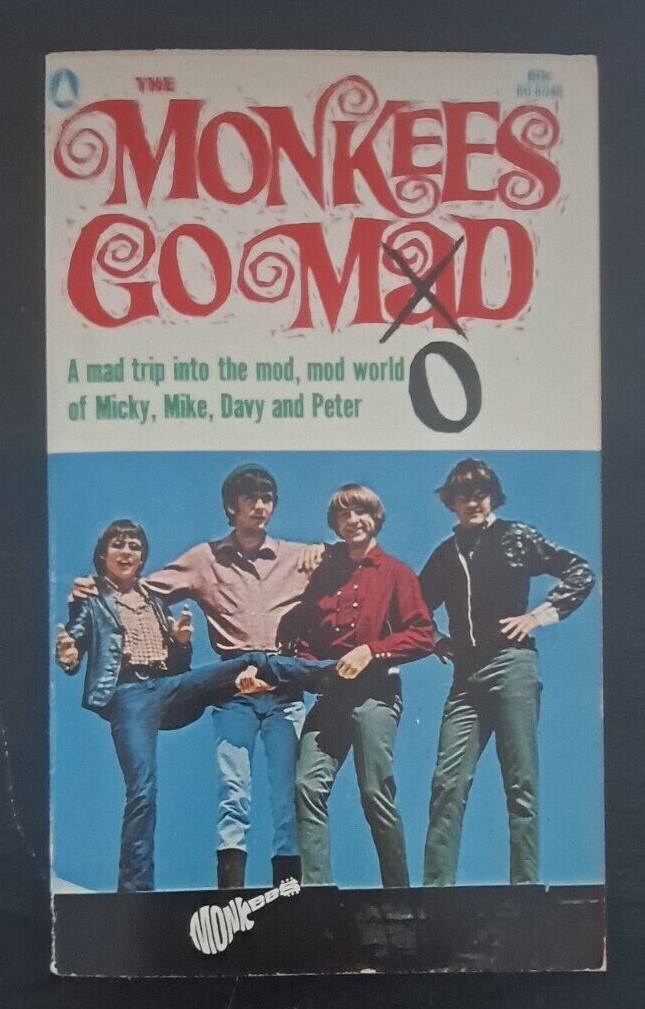 THE
60c
60-8046
MONKEES
GO MAD
O
A mad trip into the mod, mod world
of Micky, Mike, Davy and Peter
MONKEES